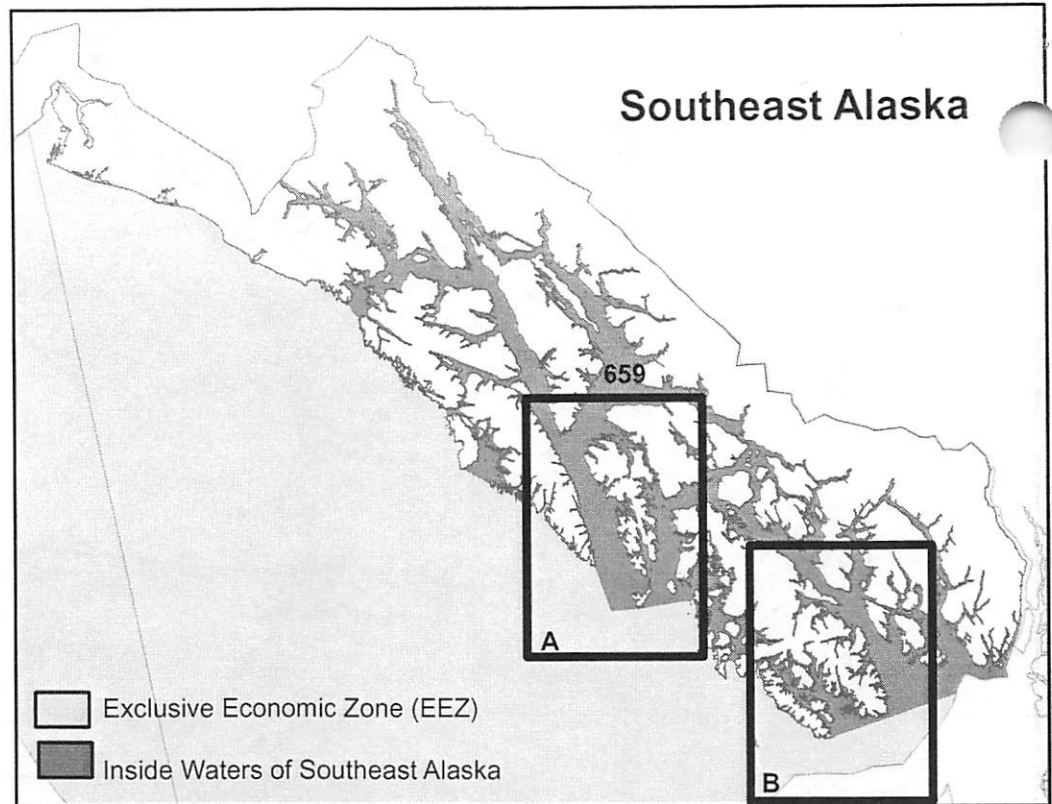 Southeast Alaska
659
A
B
Exclusive Economic Zone (EEZ)
Inside Waters of Southeast Alaska